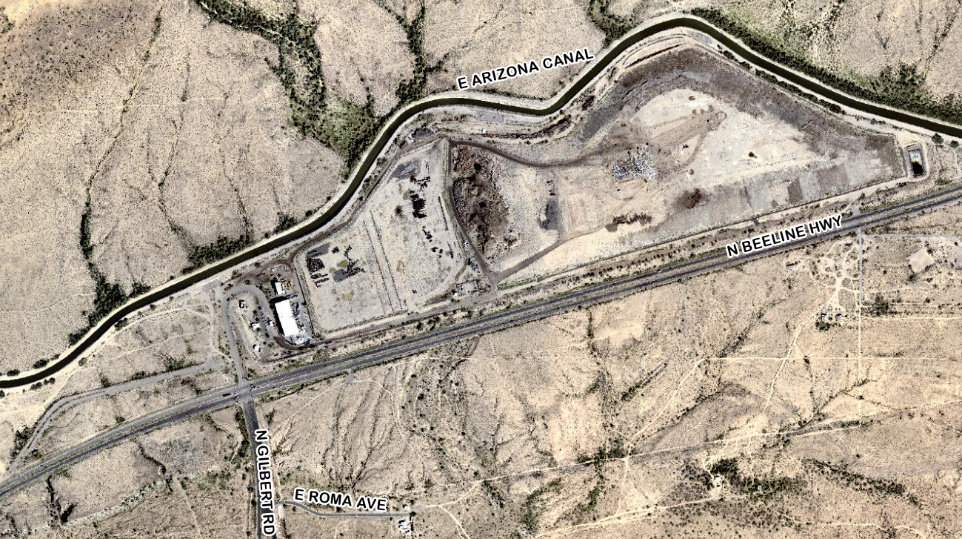 E ARIZONA CANAL
N BEELINE HWY
N GILBERT RD
E ROMA AVE